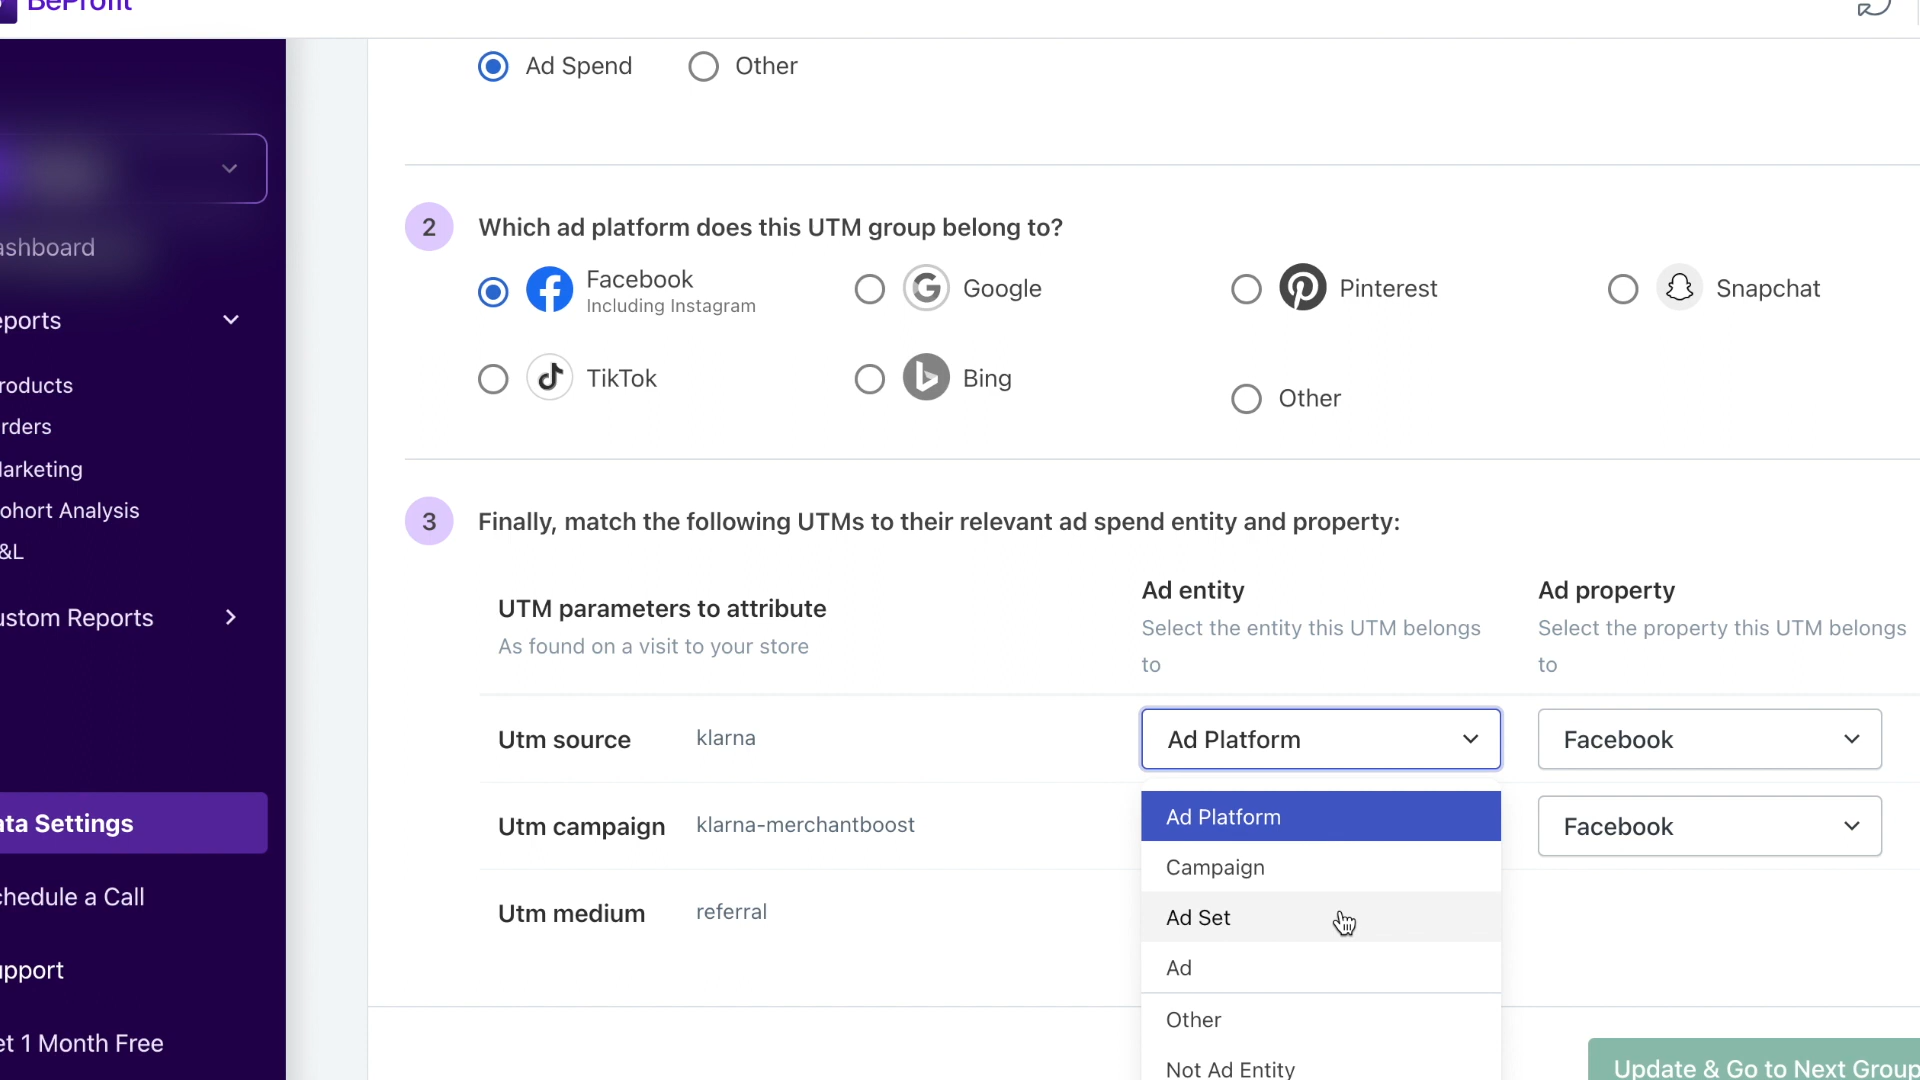 BeProfit
Ad Spend
Other
ashboard
eports
roducts
rders
arketing
ohort Analysis
&L
ustom Reports
ata Settings
chedule a Call
upport
et 1 Month Free
2
Which ad platform does this UTM group belong to?
Facebook
Including Instagram
Google
Pinterest
Snapchat
TikTok
Bing
Other
3
Finally, match the following UTMs to their relevant ad spend entity and property:
UTM parameters to attribute
As found on a visit to your store
Ad entity
Select the entity this UTM belongs
to
Ad property
Select the property this UTM belongs
to
Utm source
klarna
Ad Platform
Facebook
Utm campaign
klarna-merchantboost
Facebook
Utm medium
referral
Ad Platform
Campaign
Ad Set
Ad
Other
Not Ad Entity
Update & Go to Next Group